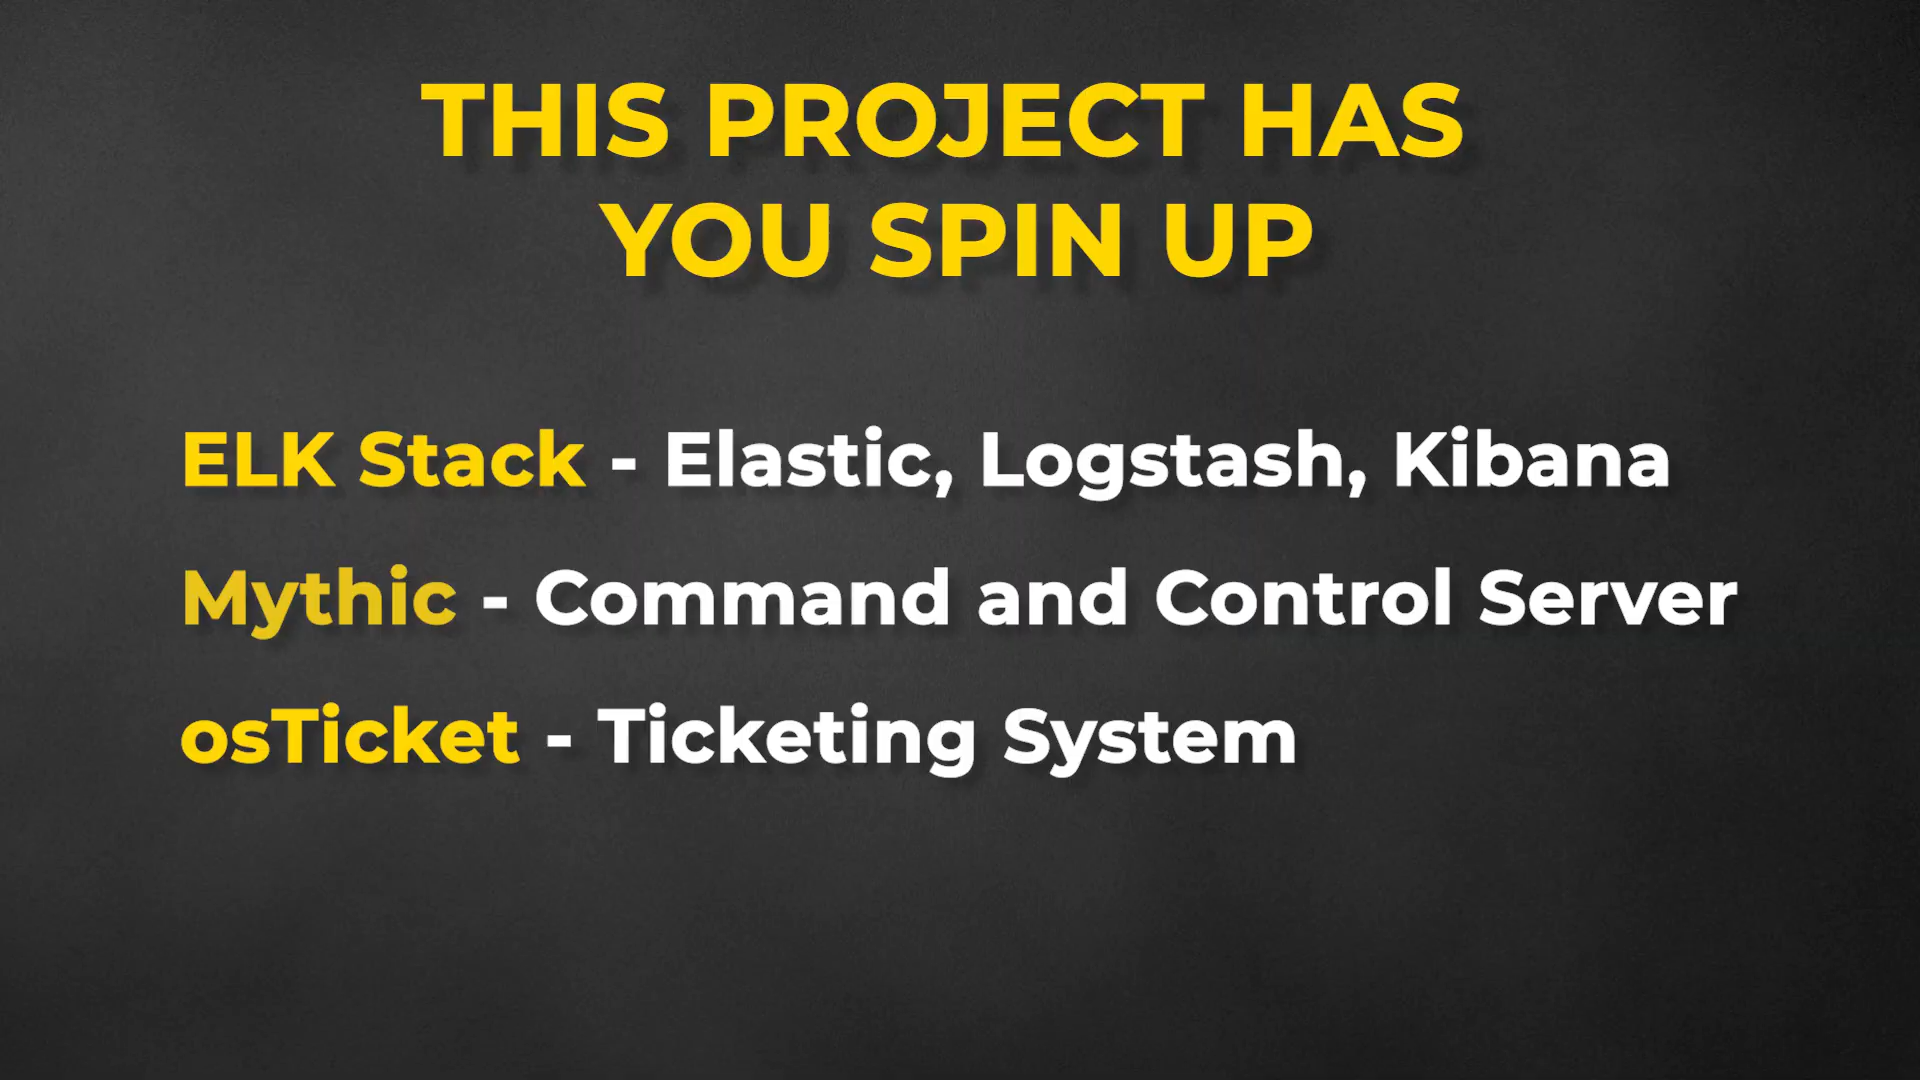 THIS PROJECT HAS
YOU SPIN UP
ELK Stack - Elastic, Logstash, Kibana
Mythic - Command and Control Server
osTicket - Ticketing System